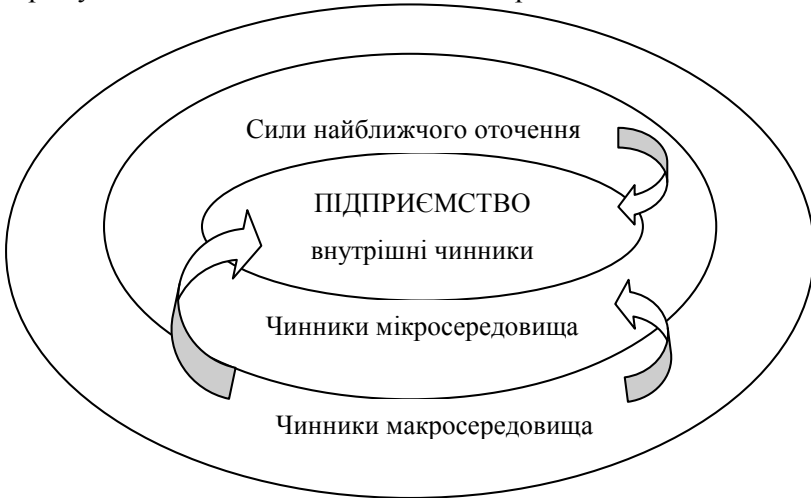 Сили найближчого оточення
ПІДПРИЄМСТВО
внутрішні чинники
Чинники мікросередовища
Чинники макросередовища